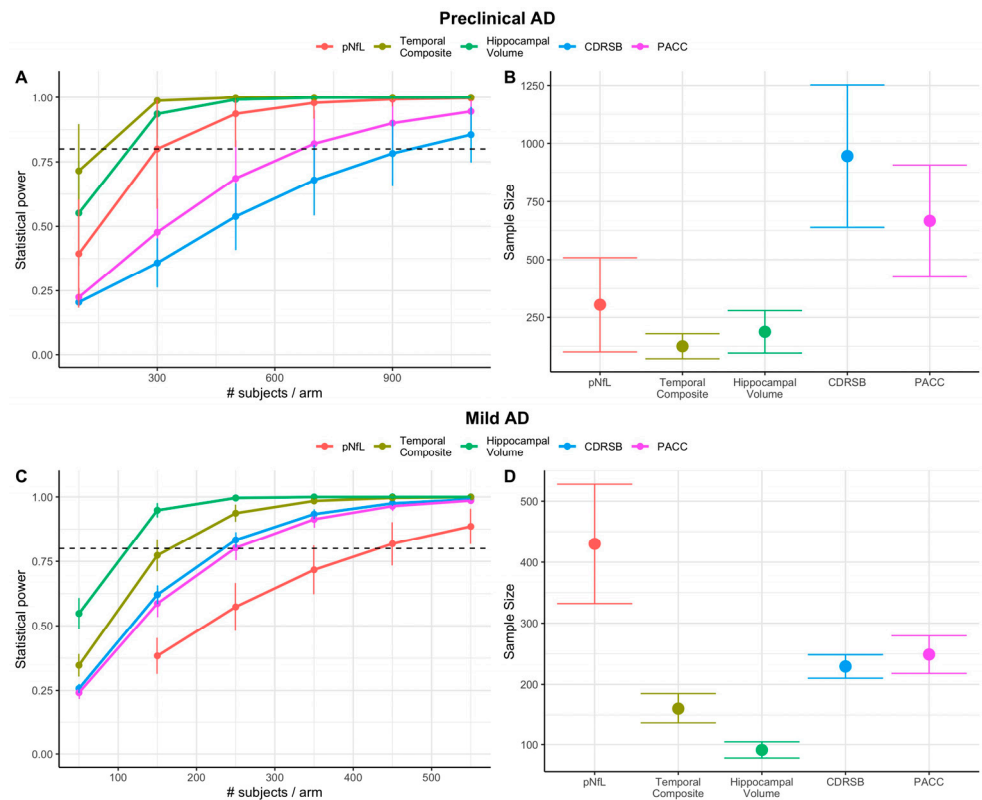 Preclinical AD
pNfL
Temporal
Composite
Hippocampal
Volume
CDRSB
PACC
A
Statistical power
1.00
0.75
0.50
0.25
0.00
300
600
900
# subjects / arm
B
Sample Size
1250
1000
750
500
250
pNfL
Temporal
Composite
Hippocampal
Volume
CDRSB
PACC
Mild AD
pNfL
Temporal
Composite
Hippocampal
Volume
CDRSB
PACC
C
Statistical power
1.00
0.75
0.50
0.25
0.00
100
200
300
400
500
# subjects / arm
D
Sample Size
500
400
300
200
100
pNfL
Temporal
Composite
Hippocampal
Volume
CDRSB
PACC